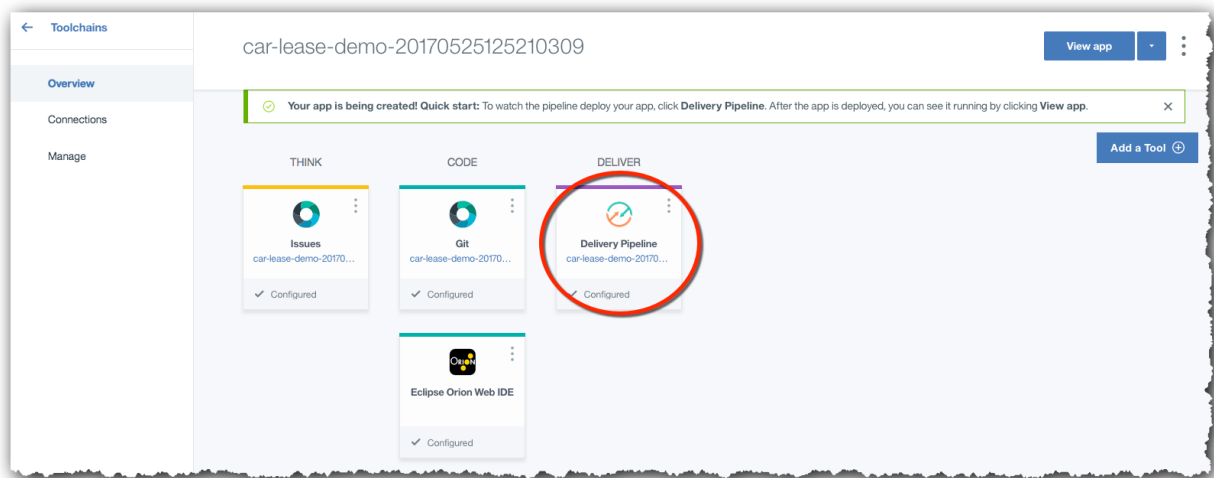 ← Toolchains
Overview
Connections
Manage
car-lease-demo-20170525125210309
View app
Your app is being created! Quick start: To watch the pipeline deploy your app, click Delivery Pipeline. After the app is deployed, you can see it running by clicking View app.
Add a Tool
THINK CODE DELIVER
Issues Git Delivery Pipeline
car-lease-demo-20170... car-lease-demo-20170... car-lease-demo-20170...
Configured Configured Configured
ORION
Eclipse Orion Web IDE
Configured